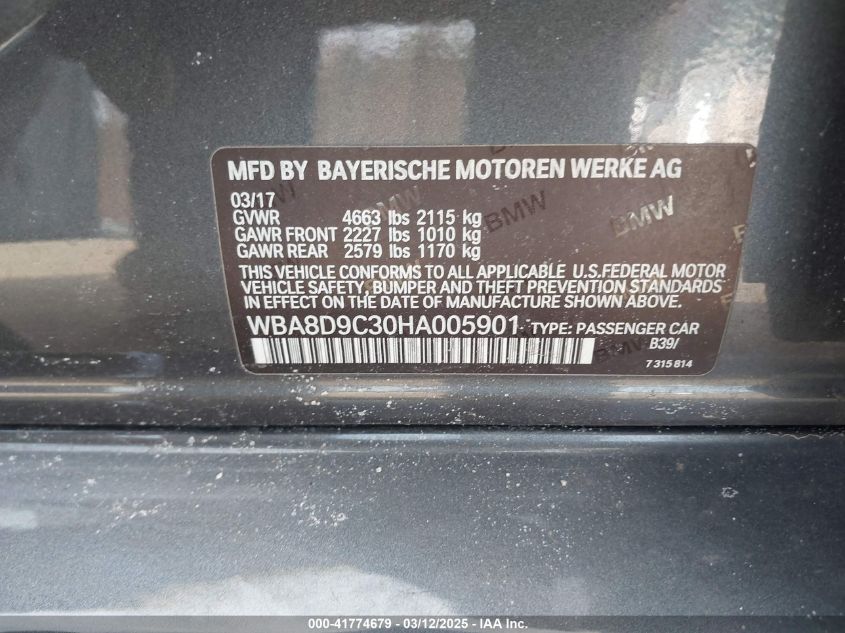 MFD BY BAYERISCHE MOTOREN WERKE AG
03/17
GVWR 4663 lbs 2115 kg
GAWR FRONT 2227 lbs 1010 kg
GAWR REAR 2579 lbs 1170 kg
THIS VEHICLE CONFORMS TO ALL APPLICABLE U.S.FEDERAL MOTOR
VEHICLE SAFETY, BUMPER AND THEFT PREVENTION STANDARDS
IN EFFECT ON THE DATE OF MANUFACTURE SHOWN ABOVE.
WBA8D9C30HA005901 TYPE: PASSENGER CAR
B39/
7 315 814
BMW
BMW
BMW
000-41774679 - 03/12/2025 - IAA Inc.